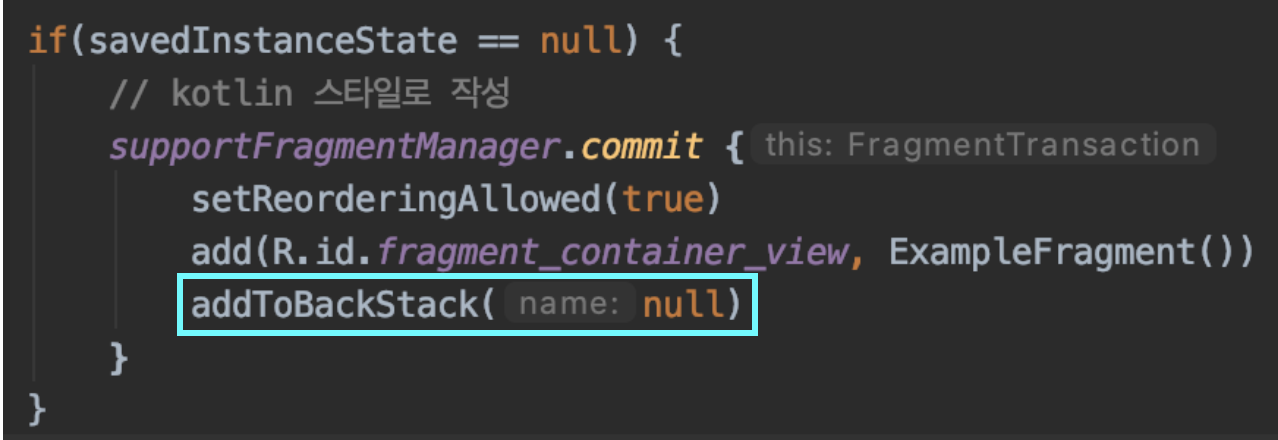 if(savedInstanceState == null) {
// kotlin 스타일로 작성
supportFragmentManager.commit { this: FragmentTransaction
setReorderingAllowed(true)
add(R.id.fragment_container_view, ExampleFragment())
addToBackStack( name: null)
}
}